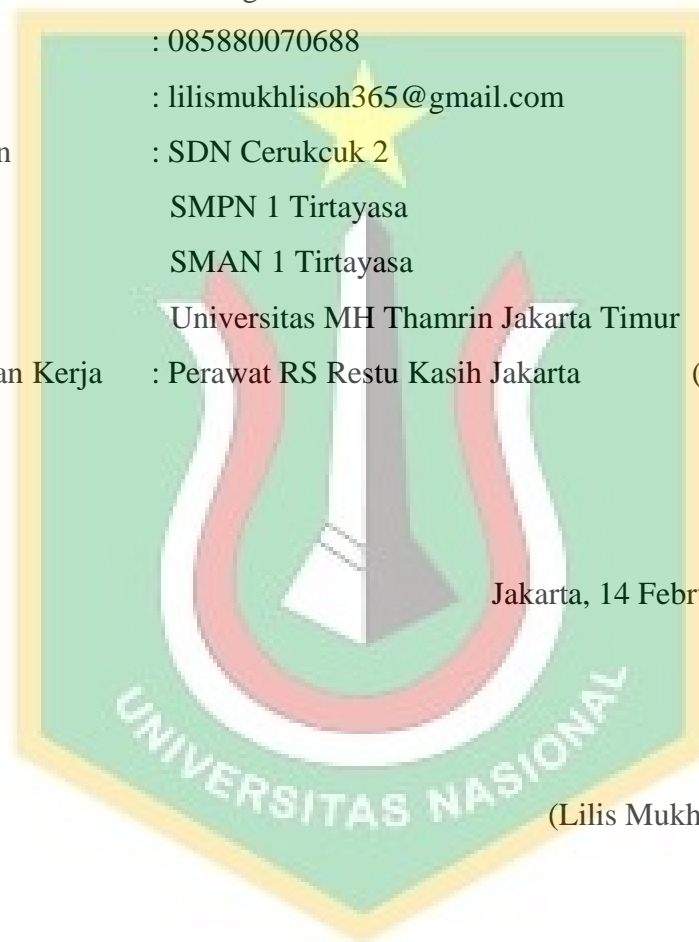 : 085880070688
: lilismukhlisoh365@gmail.com
n : SDN Cerukcuk 2
SMPN 1 Tirtayasa
SMAN 1 Tirtayasa
Universitas MH Thamrin Jakarta Timur
an Kerja : Perawat RS Restu Kasih Jakarta (
Jakarta, 14 Febr
UNIVERSITAS NASIONAL
(Lilis Mukh